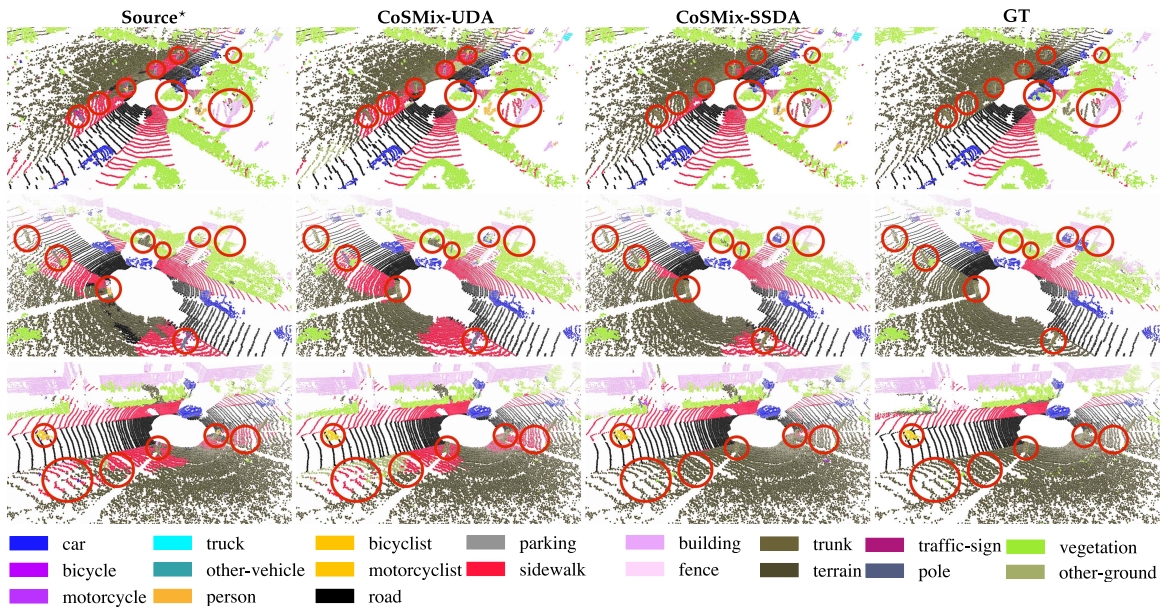 Source* CoSMix-UDA CoSMix-SSDA GT
car truck bicyclist parking building trunk traffic-sign vegetation
bicycle other-vehicle motorcyclist sidewalk fence terrain pole other-ground
motorcycle person road